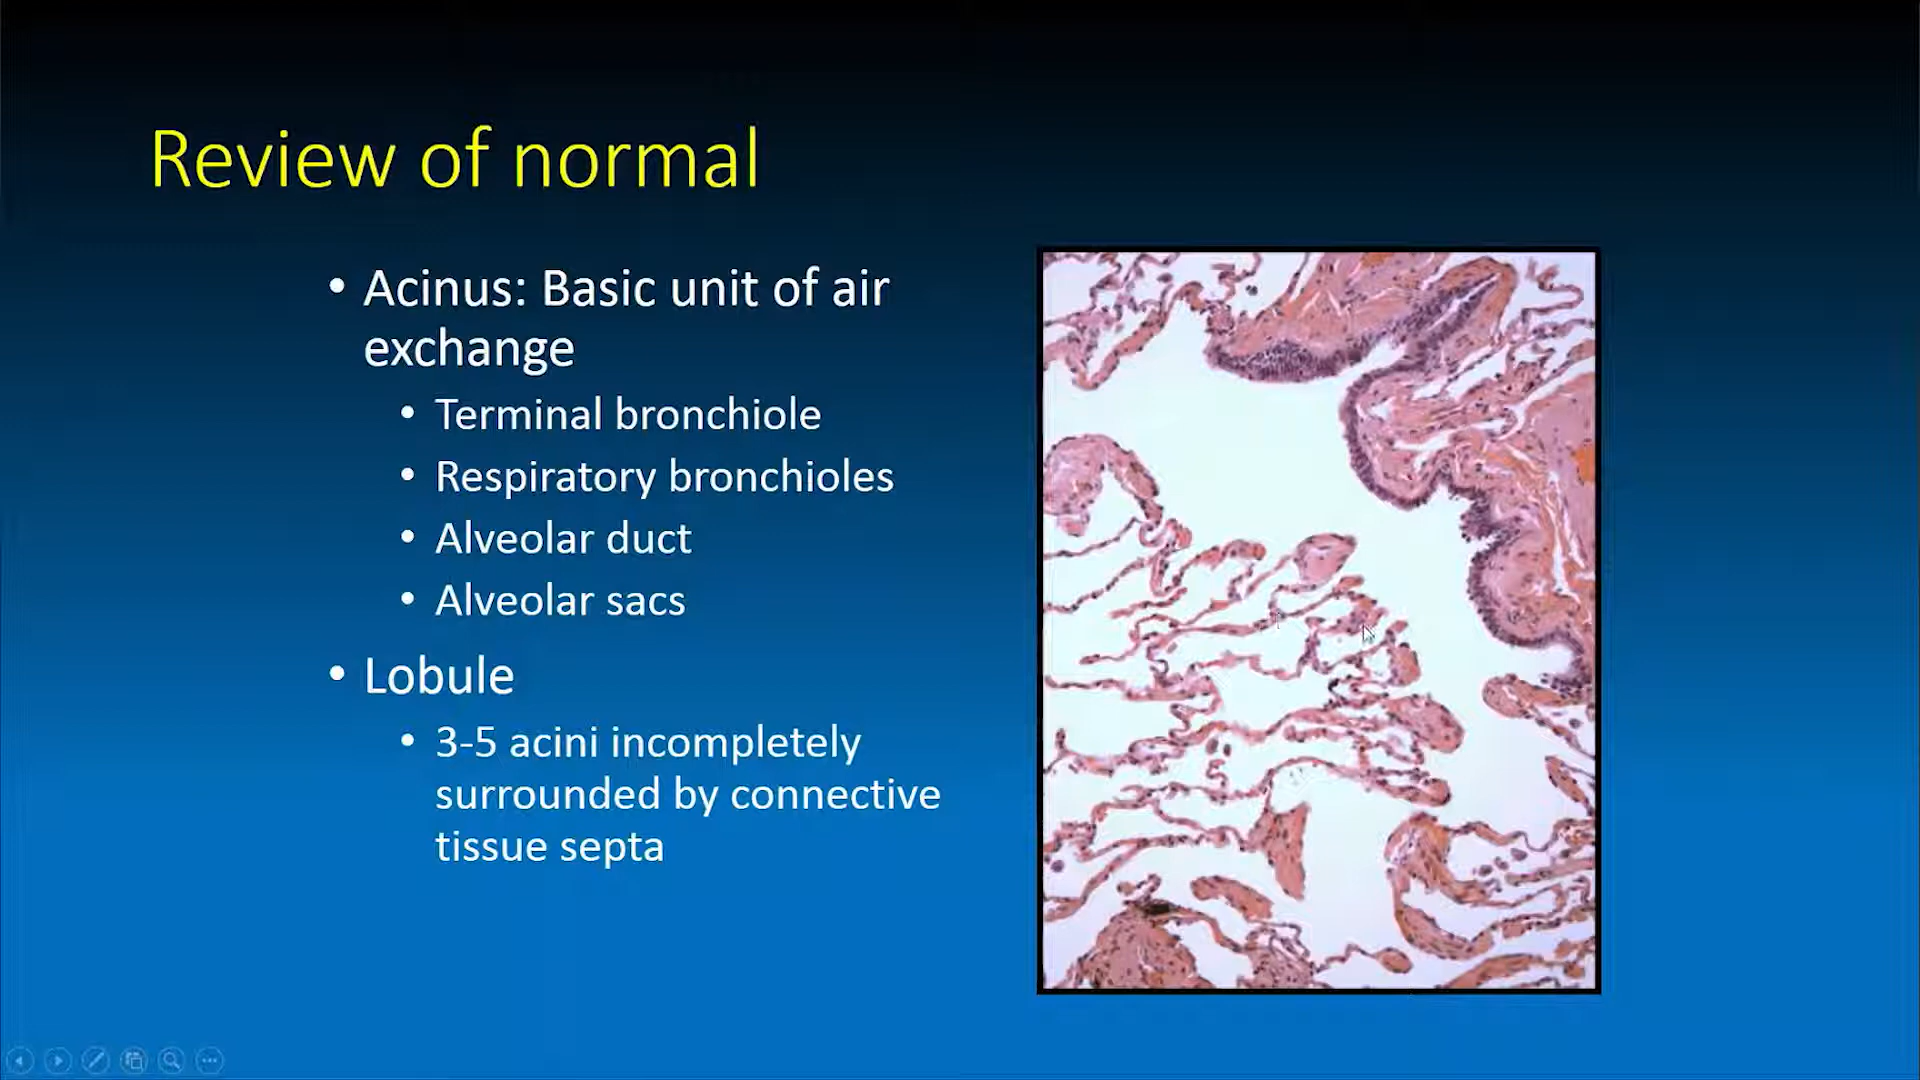 Review of normal
• Acinus: Basic unit of air
exchange
• Terminal bronchiole
• Respiratory bronchioles
• Alveolar duct
• Alveolar sacs
• Lobule
• 3-5 acini incompletely
surrounded by connective
tissue septa